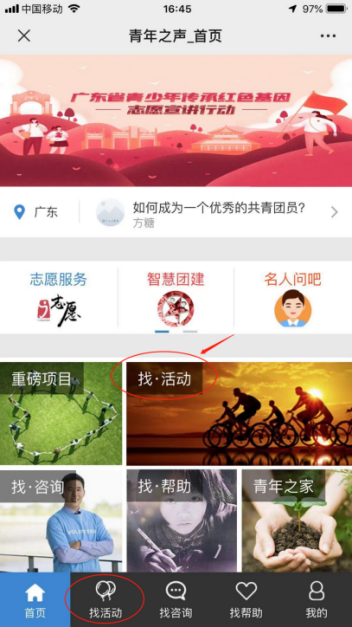 中国移动
16:45
97%
青年之声_首页
广东省青少年传承红色基因
志愿宣讲行动
广东
如何成为一个优秀的共青团员?
方糖
志愿服务
智慧团建
名人问吧
志愿
重磅项目
找·活动
找·咨询
找·帮助
青年之家
首页
找活动
找咨询
找帮助
我的